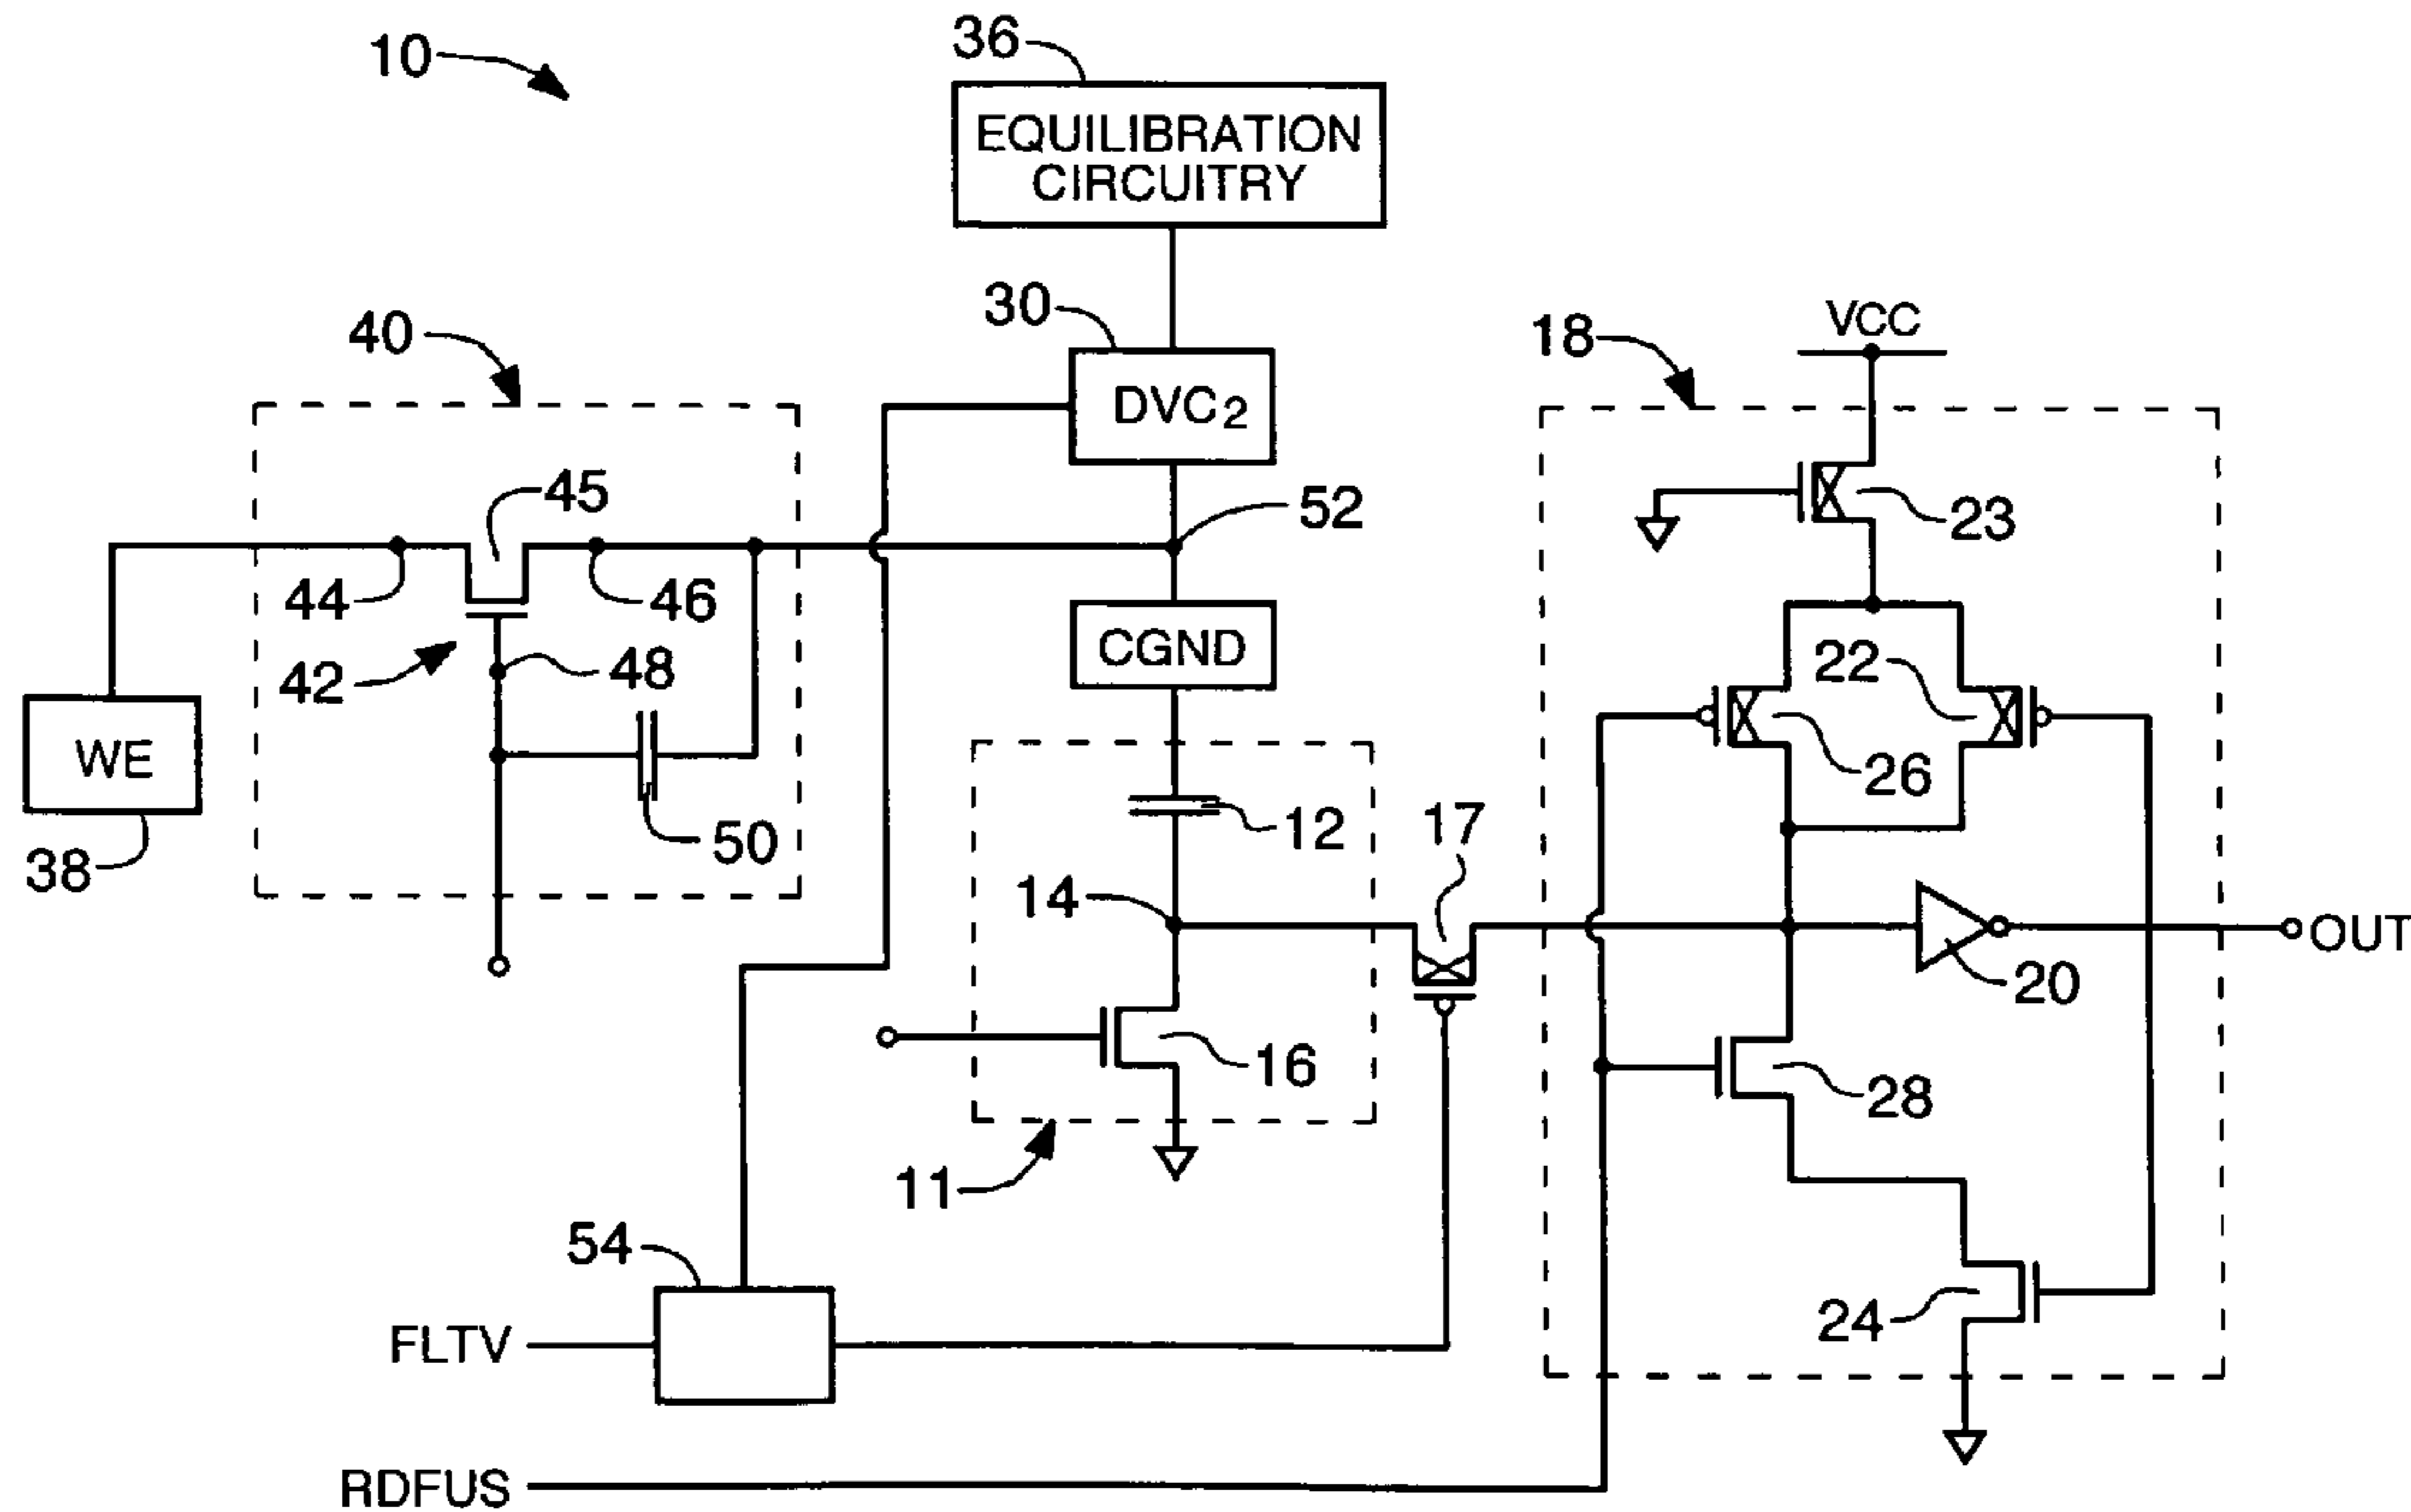 10
36
EQUILIBRATION
CIRCUITRY
30
DVC2
40
18
VCC
45
52
23
44
46
42
48
CGND
22
26
WE
38
50
12
17
14
OUT
20
16
28
11
54
24
FLTV
RDFUS